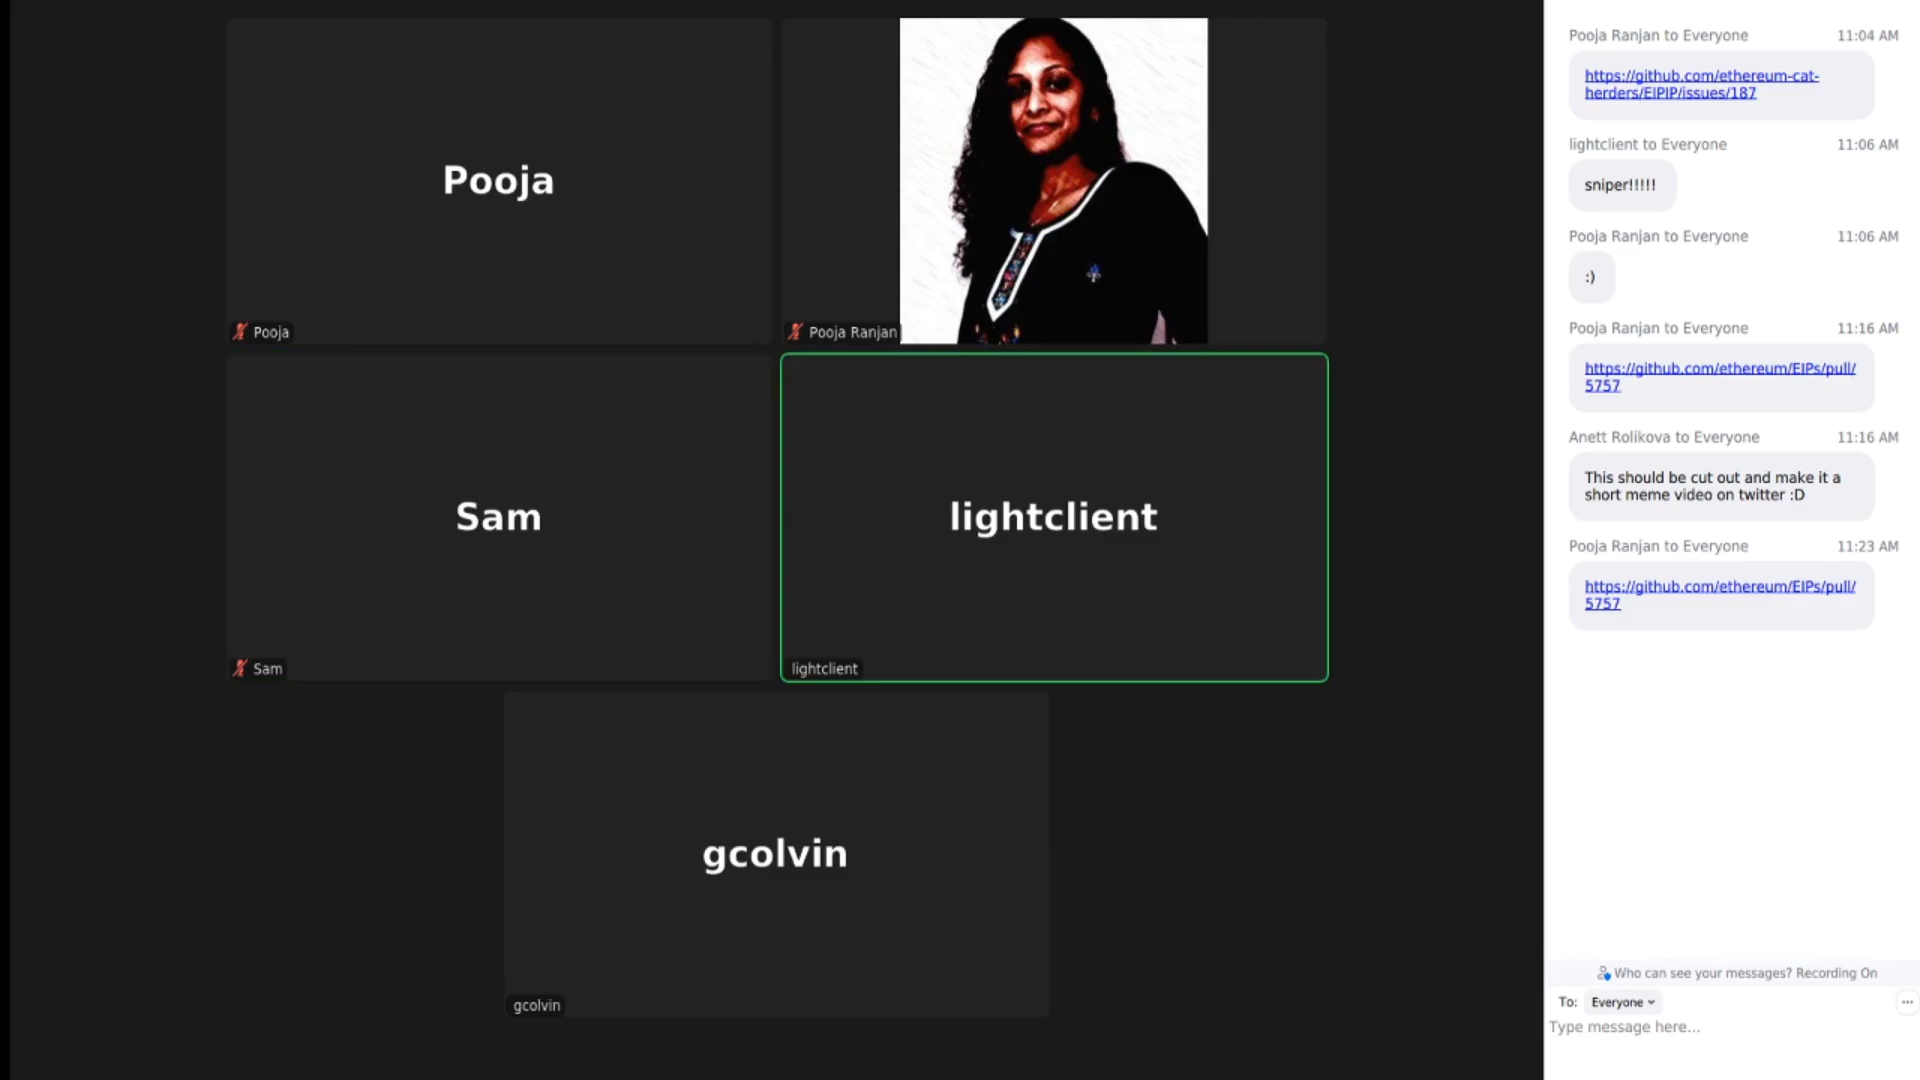 Pooja
Pooja
Pooja Ranjan
Sam
Sam
lightclient
lightclient
gcolvin
gcolvin
Pooja Ranjan to Everyone 11:04 AM
https://github.com/ethereum-cat-
herders/EIPIP/issues/187
lightclient to Everyone 11:06 AM
sniper!!!!!
Pooja Ranjan to Everyone 11:06 AM
:)
Pooja Ranjan to Everyone 11:16 AM
https://github.com/ethereum/EIPs/pull/
5757
Anett Rolikova to Everyone 11:16 AM
This should be cut out and make it a
short meme video on twitter :D
Pooja Ranjan to Everyone 11:23 AM
https://github.com/ethereum/EIPs/pull/
5757
Who can see your messages? Recording On
To: Everyone
Type message here...